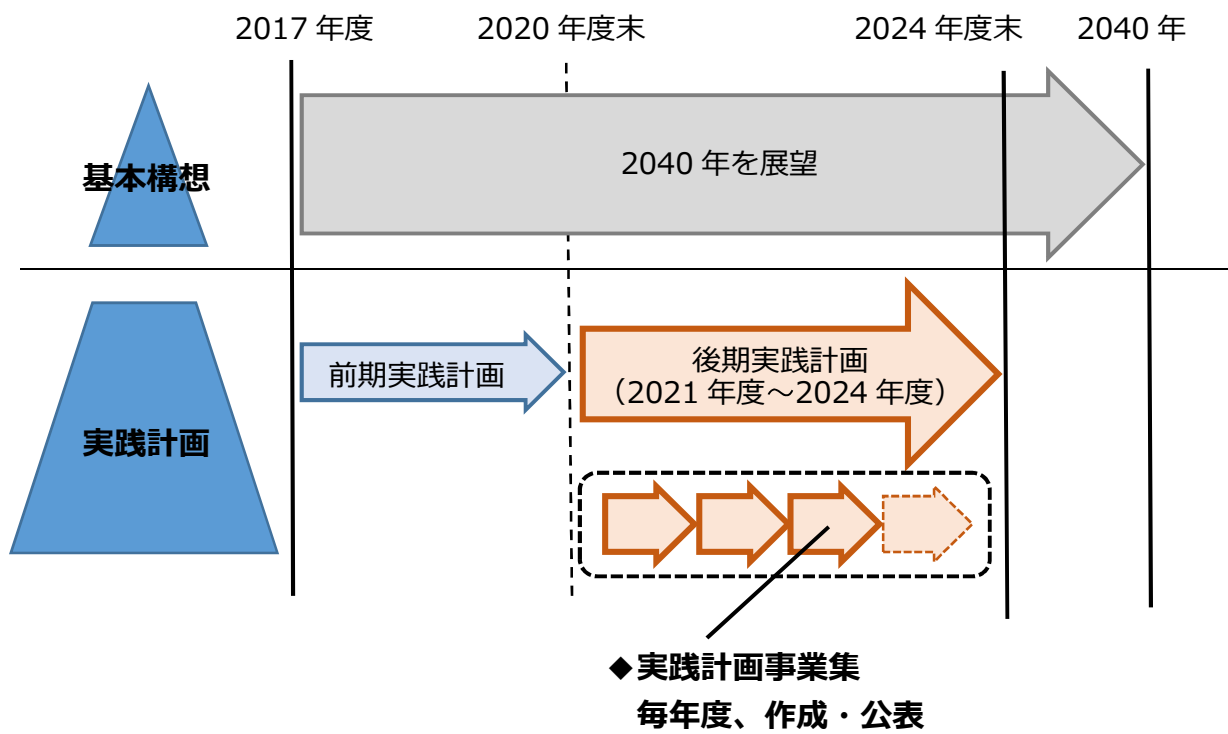 2017 年度
2020 年度末
2024 年度末
2040 年
基本構想
2040 年を展望
実践計画
前期実践計画
後期実践計画
（2021 年度～2024 年度）
◆実践計画事業集
毎年度、作成・公表